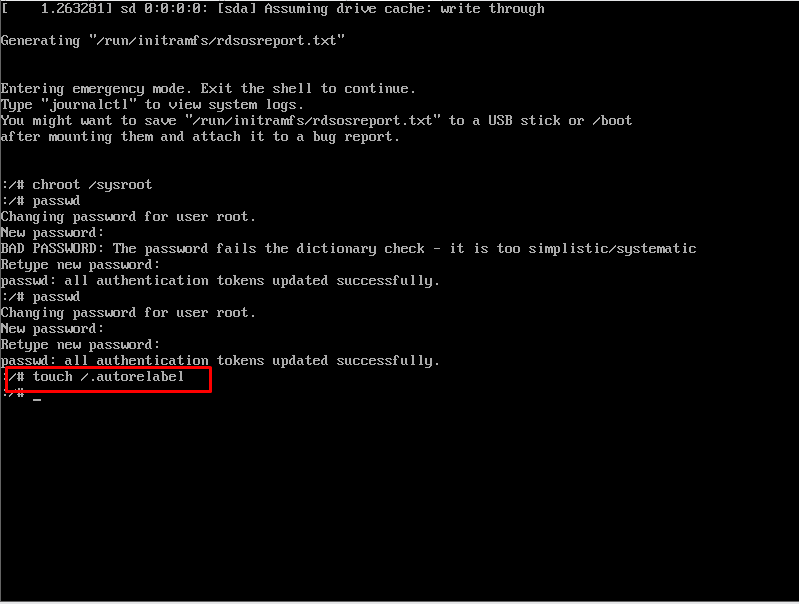 [    1.263281] sd 0:0:0:0: [sda] Assuming drive cache: write through
Generating "/run/initramfs/rdsosreport.txt"
Entering emergency mode. Exit the shell to continue.
Type "journalctl" to view system logs.
You might want to save "/run/initramfs/rdsosreport.txt" to a USB stick or /boot
after mounting them and attach it to a bug report.
:/# chroot /sysroot
:/# passwd
Changing password for user root.
New password:
BAD PASSWORD: The password fails the dictionary check - it is too simplistic/systematic
Retype new password:
passwd: all authentication tokens updated successfully.
:/# passwd
Changing password for user root.
New password:
Retype new password:
passwd: all authentication tokens updated successfully.
:/# touch /.autorelabel
:/# _